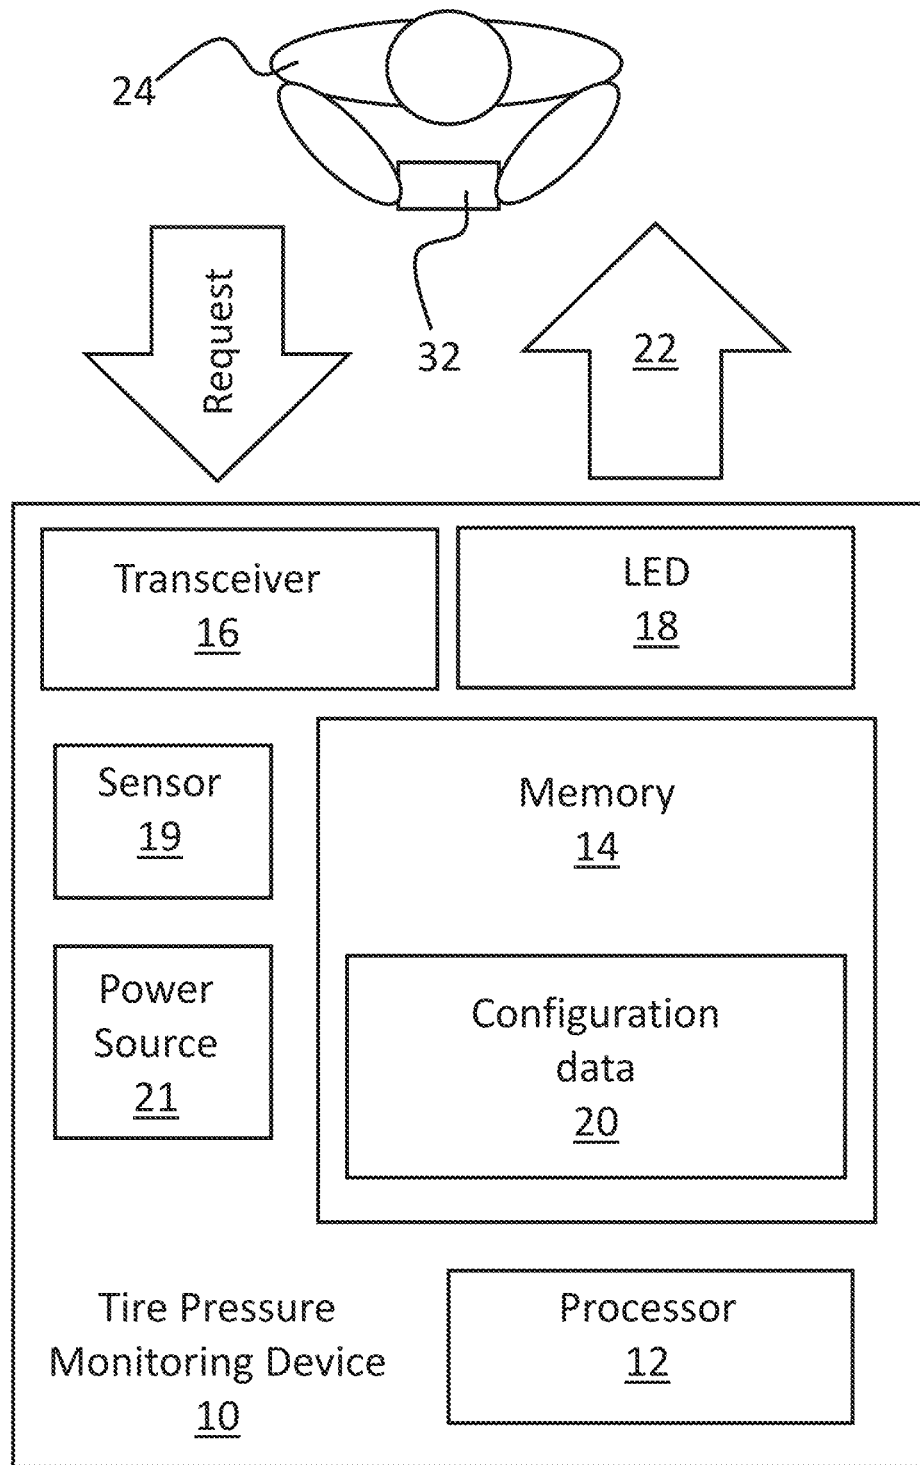 24
Request
32
22
Transceiver
16
LED
18
Sensor
19
Memory
14
Power
Source
21
Configuration
data
20
Tire Pressure
Monitoring Device
10
Processor
12